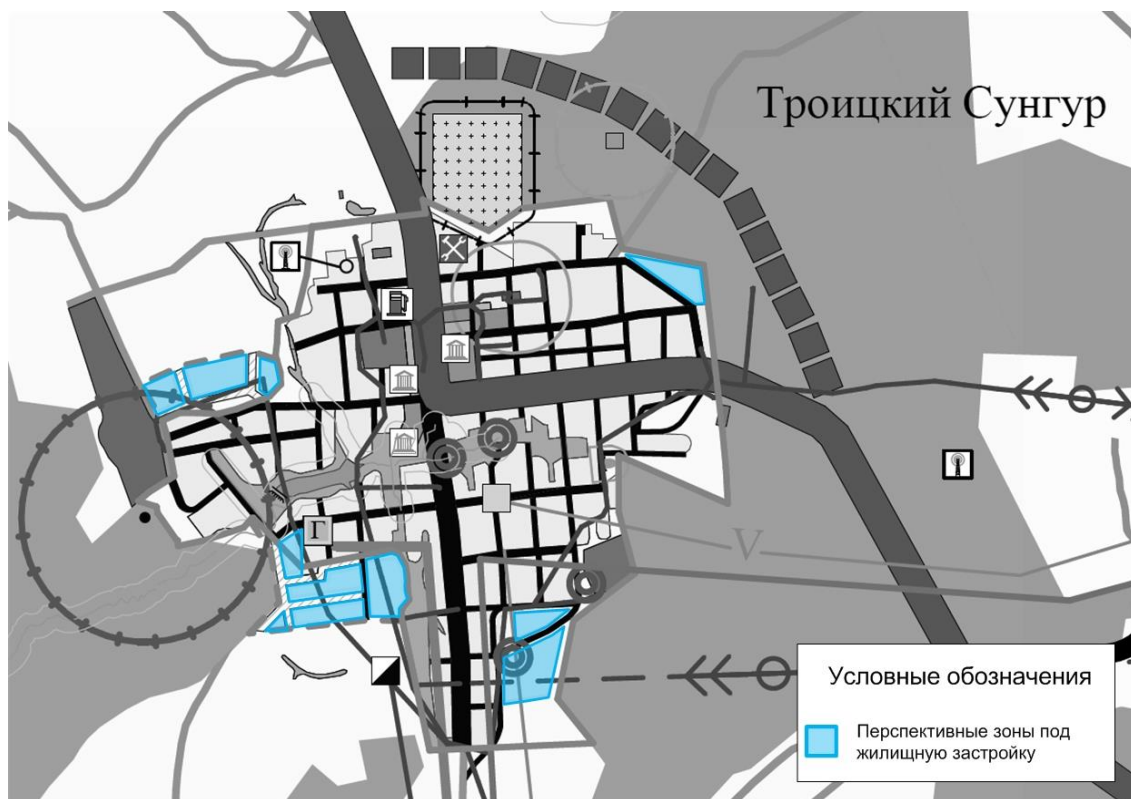 Троицкий Сунгур
Г
V
Условные обозначения
Перспективные зоны под
жилищную застройку